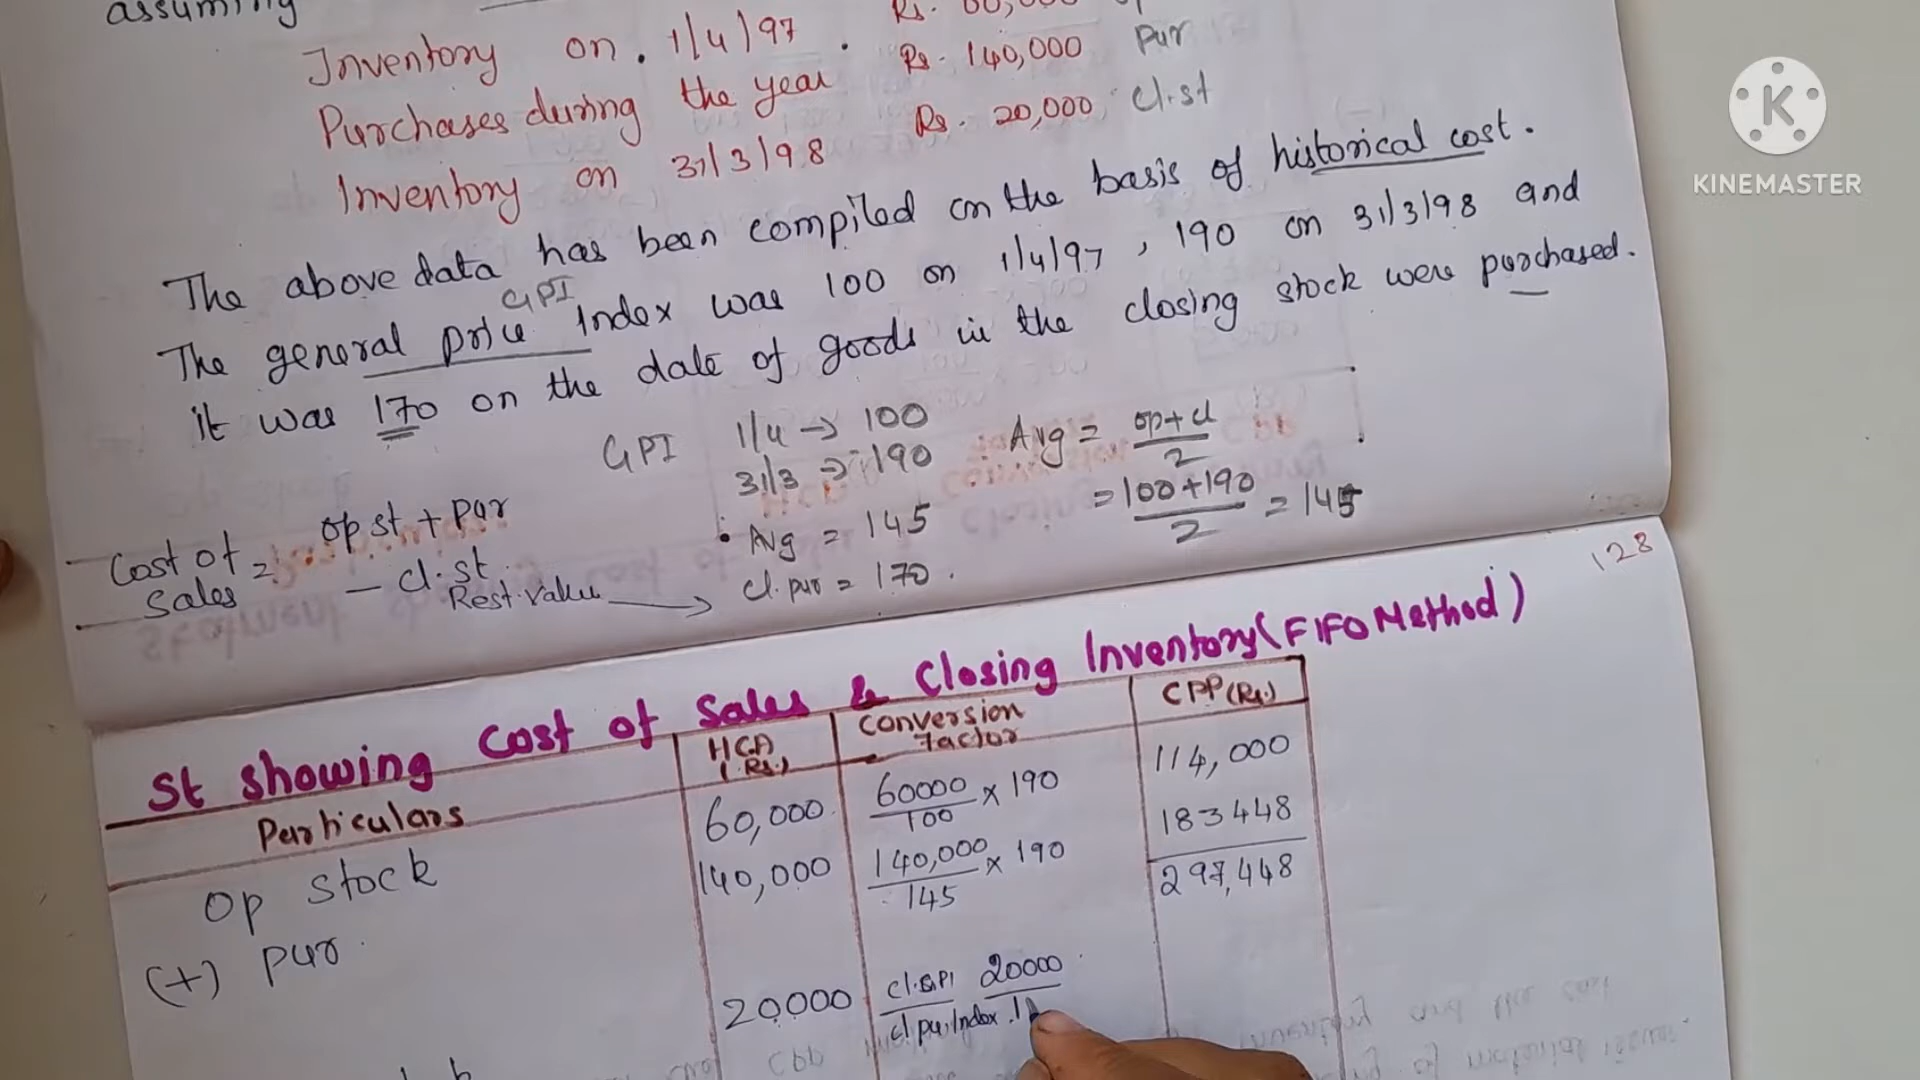 assuming
Inventory on 1/4/97 .
Purchases during the year Rs. 140,000 pur
Inventory on 31/3/98 Rs. 20,000 cl.st
The above data has been compiled on the basis of historical cost.
GPI
The general price Index was 100 on 1/4/97 , 190 on 31/3/98 and
it was 170 on the date of goods in the closing stock were purchased.
GPI 1/4 → 100
31/3 → 190
∴ Avg = op+cl / 2
= 100+190 / 2 = 145
Avg = 145
cl. pur = 170 .
Cost of Sales = op st + pur
– cl. st
Rest. value →
KINEMASTER
128
St showing Cost of Sales & Closing Inventory (FIFO Method)
Particulars HCA (Rs.) Conversion Factor CPP (Rs.)
Op stock 60,000 60000/100 × 190 114,000
(+) pur 140,000 140,000/145 × 190 183448
297,448
20000 cl.GPI / cl pur.Index 20000